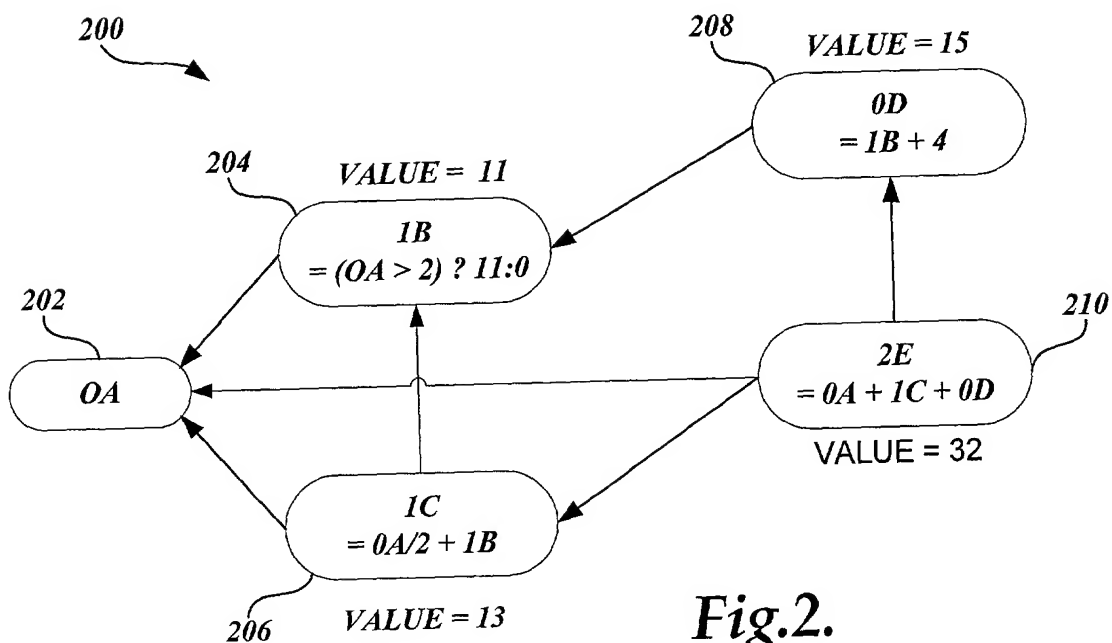 200
208
VALUE = 15
0D
= 1B + 4
204
VALUE = 11
1B
= (OA > 2) ? 11:0
202
OA
210
2E
= 0A + 1C + 0D
VALUE = 32
1C
= 0A/2 + 1B
206
VALUE = 13
Fig.2.